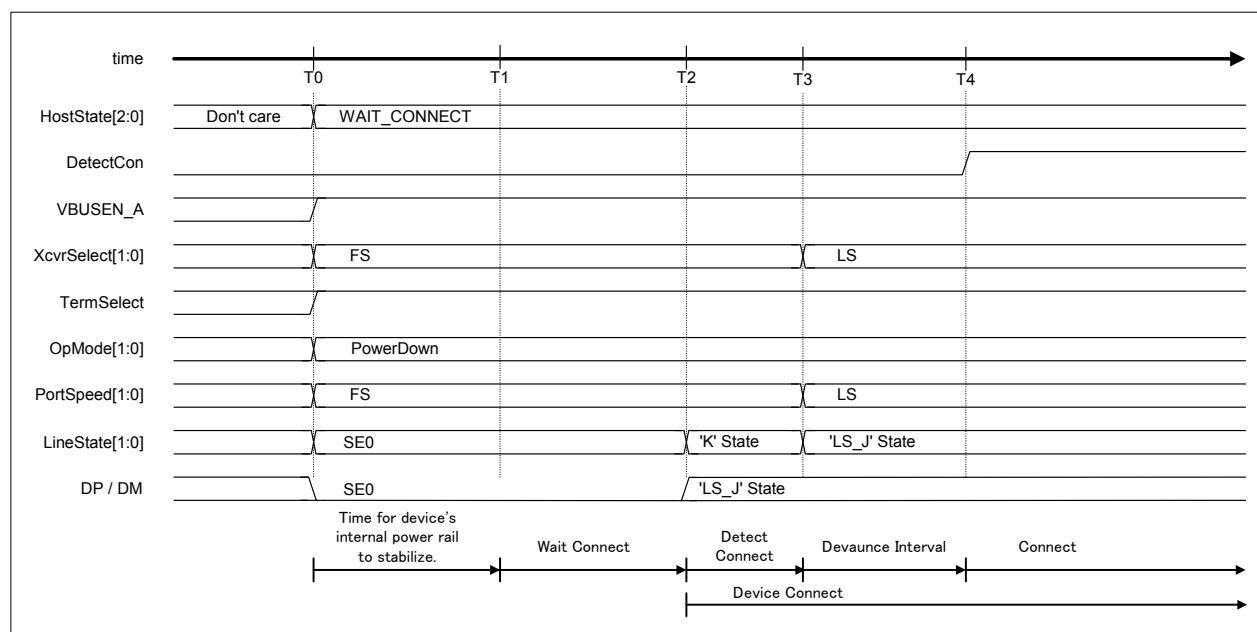 time
T0 T1 T2 T3 T4
HostState[2:0] Don't care WAIT_CONNECT
DetectCon
VBUSEN_A
XcvrSelect[1:0] FS LS
TermSelect
OpMode[1:0] PowerDown
PortSpeed[1:0] FS LS
LineState[1:0] SE0 'K' State 'LS_J' State
DP / DM SE0 'LS_J' State
Time for device's
internal power rail
to stabilize.
Wait Connect
Detect
Connect
Devaunce Interval
Connect
Device Connect